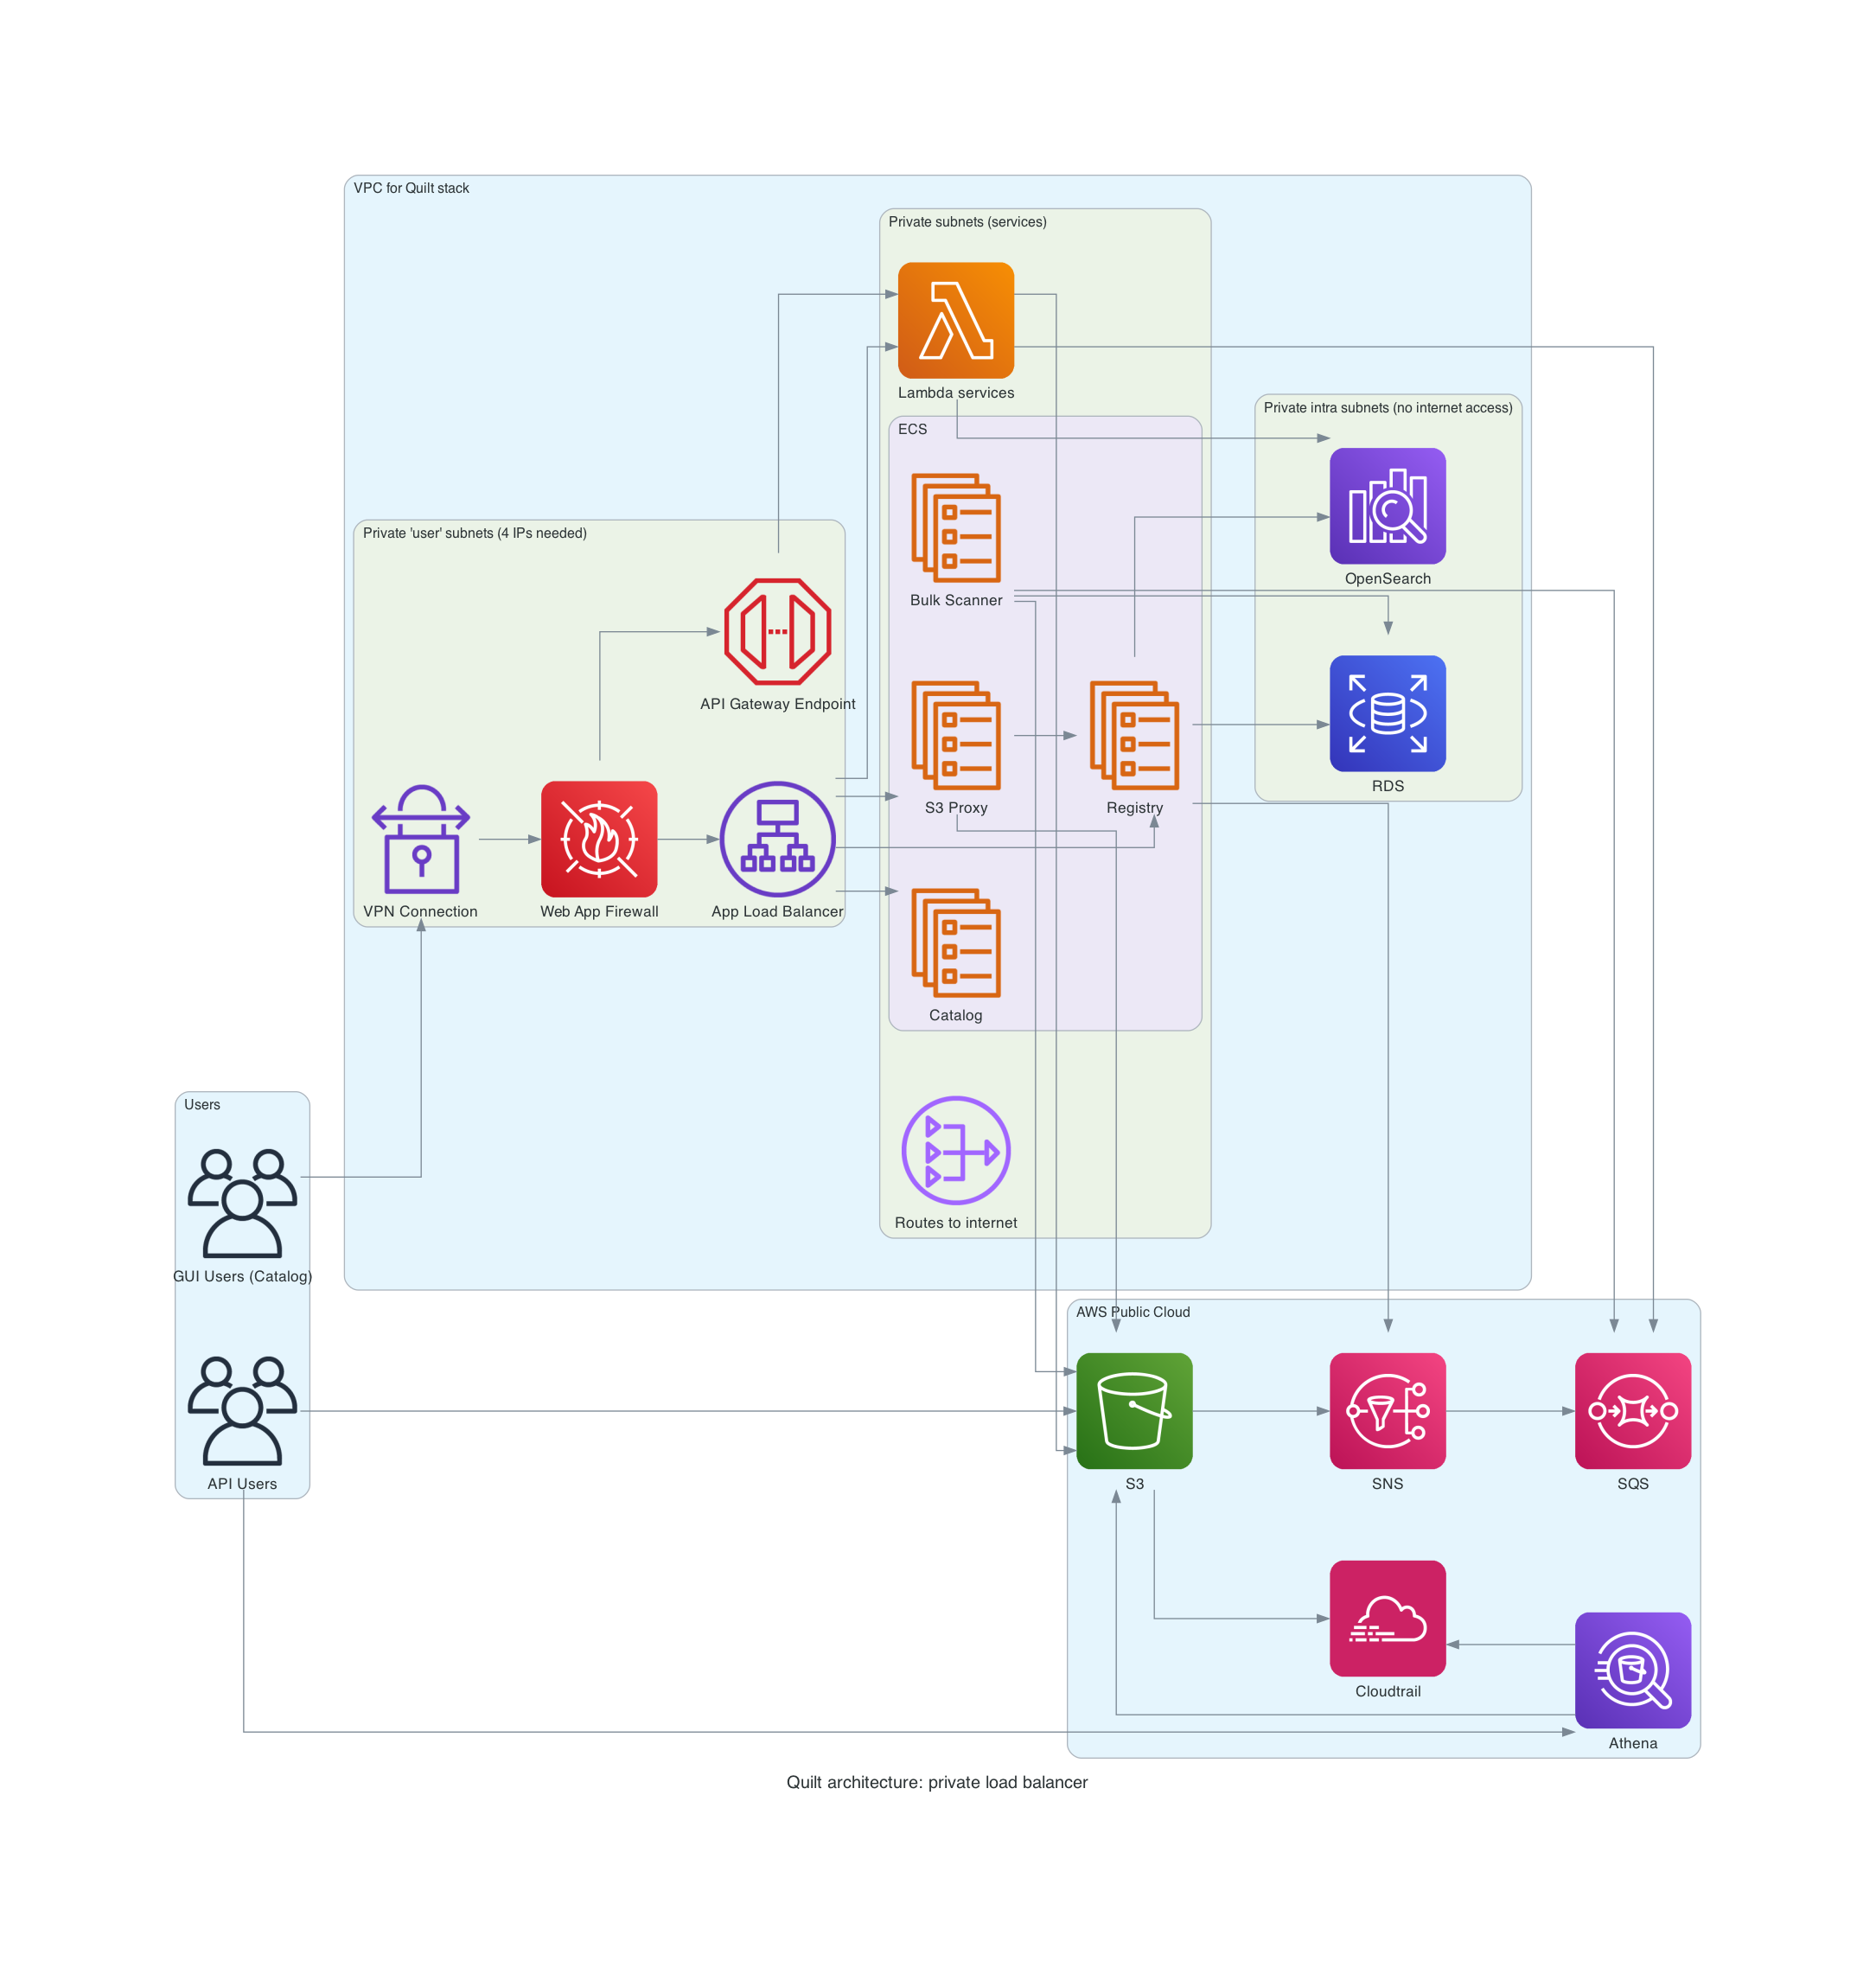 VPC for Quilt stack
Private subnets (services)
Lambda services
Private intra subnets (no internet access)
ECS
OpenSearch
Bulk Scanner
Private 'user' subnets (4 IPs needed)
API Gateway Endpoint
RDS
S3 Proxy
Registry
VPN Connection
Web App Firewall
App Load Balancer
Catalog
Users
Routes to internet
GUI Users (Catalog)
AWS Public Cloud
API Users
S3
SNS
SQS
Cloudtrail
Athena
Quilt architecture: private load balancer